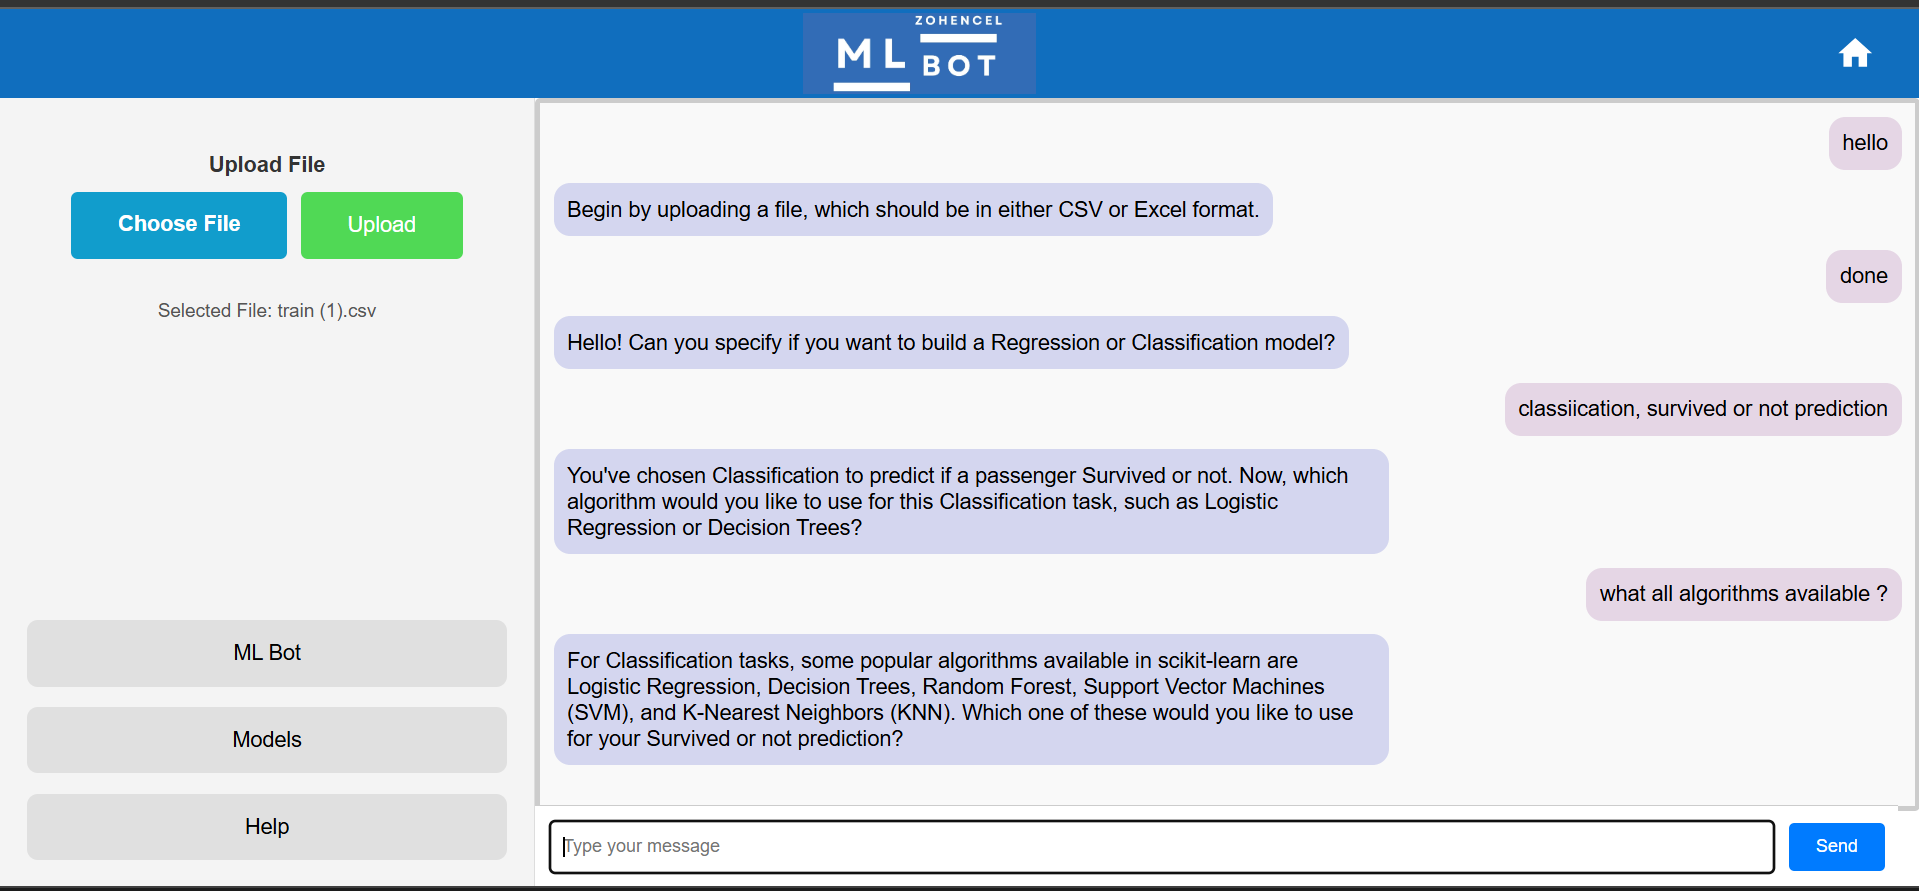 ZOHENCEL
ML
BOT
Upload File
Choose File
Upload
Selected File: train (1).csv
ML Bot
Models
Help
hello
Begin by uploading a file, which should be in either CSV or Excel format.
done
Hello! Can you specify if you want to build a Regression or Classification model?
classiication, survived or not prediction
You've chosen Classification to predict if a passenger Survived or not. Now, which
algorithm would you like to use for this Classification task, such as Logistic
Regression or Decision Trees?
what all algorithms available ?
For Classification tasks, some popular algorithms available in scikit-learn are
Logistic Regression, Decision Trees, Random Forest, Support Vector Machines
(SVM), and K-Nearest Neighbors (KNN). Which one of these would you like to use
for your Survived or not prediction?
Type your message
Send